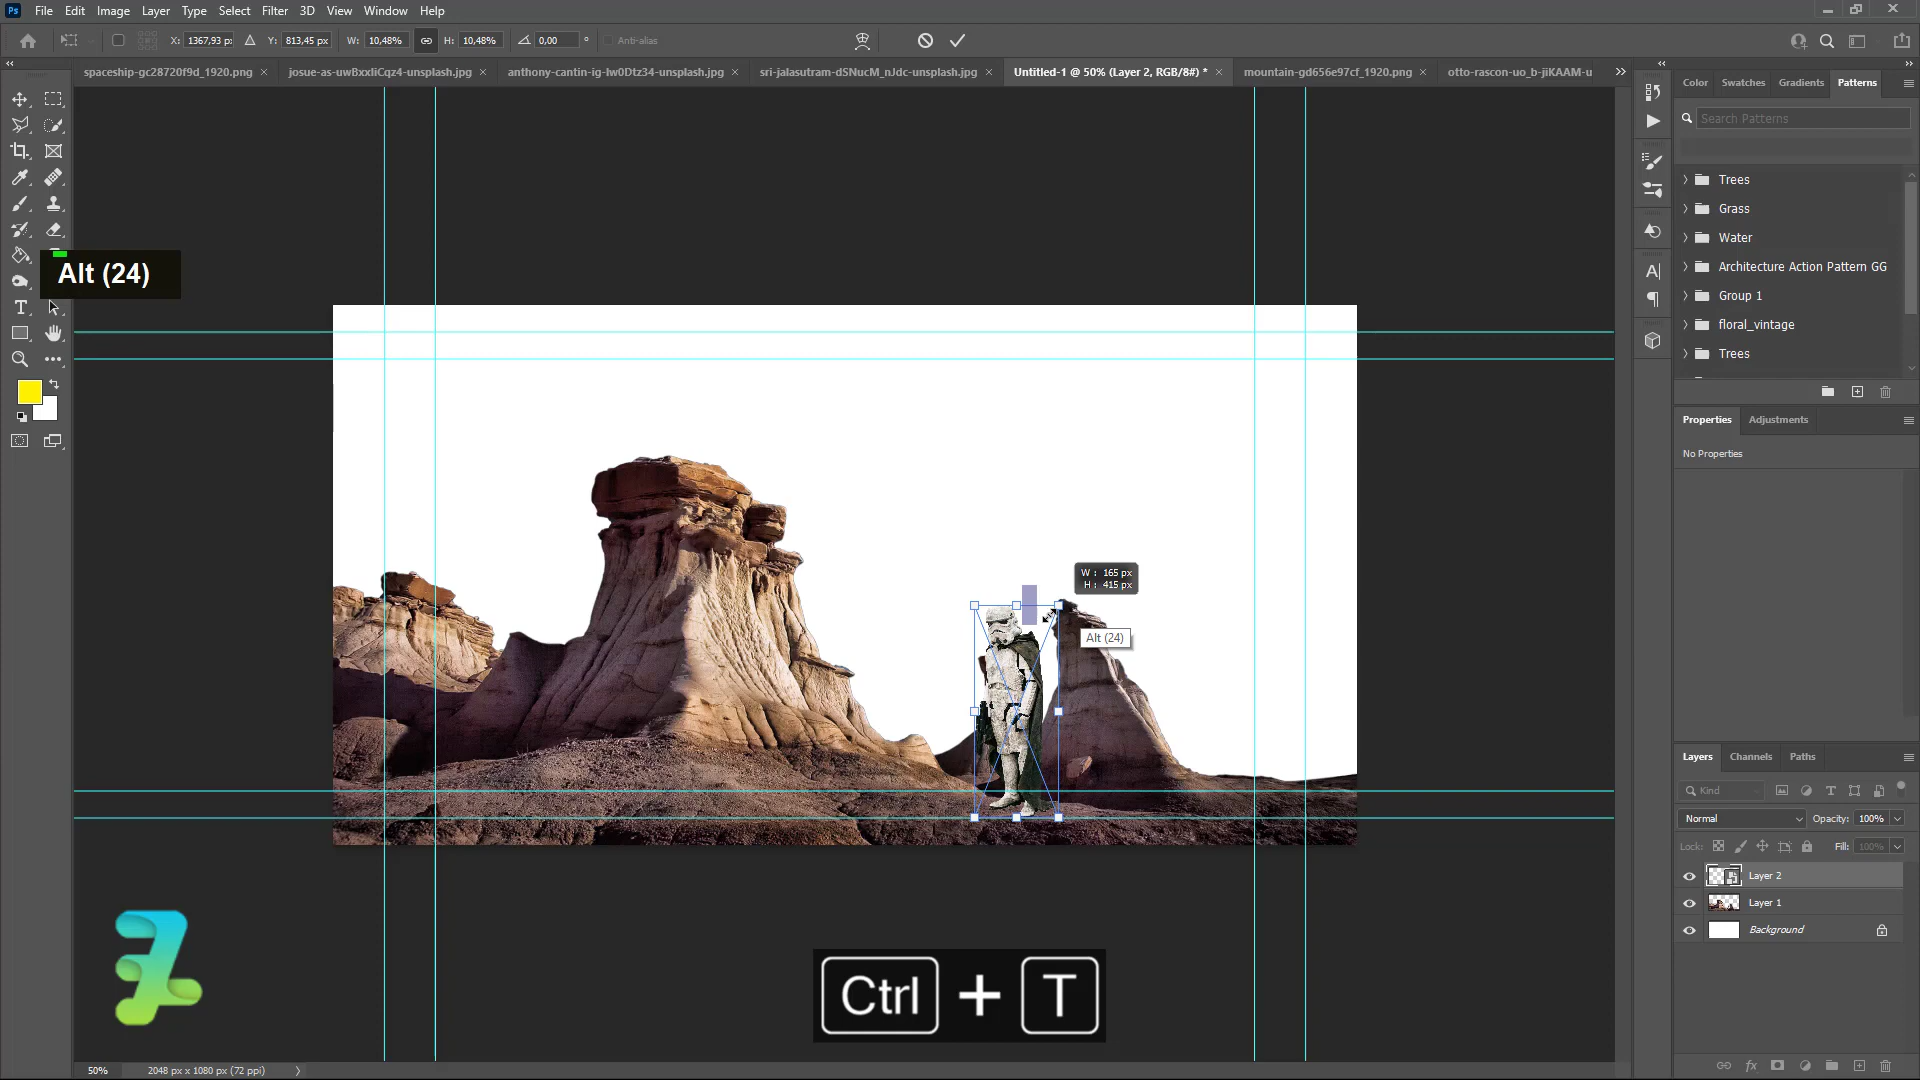 Ps File Edit Image Layer Type Select Filter 3D View Window Help
X: 1367,93 px Y: 813,45 px W: 10,48% H: 10,48% 0,00 ° Anti-alias
spaceship-gc28720f9d_1920.png × josue-as-uwBxxliCqz4-unsplash.jpg × anthony-cantin-ig-lw0Dtz34-unsplash.jpg × sri-jalasutram-dSNucM_nJdc-unsplash.jpg × Untitled-1 @ 50% (Layer 2, RGB/8#) * × mountain-gd656e97cf_1920.png × otto-rascon-uo_b-jiKAAM-u
Color Swatches Gradients Patterns
Search Patterns
Trees
Grass
Water
Architecture Action Pattern GG
Group 1
floral_vintage
Trees
Alt (24)
W : 165 px
H : 415 px
Alt (24)
Properties Adjustments
No Properties
Layers Channels Paths
Kind
Normal Opacity: 100%
Lock: Fill: 100%
Layer 2
Layer 1
Background
Ctrl + T
50% 2048 px x 1080 px (72 ppi)